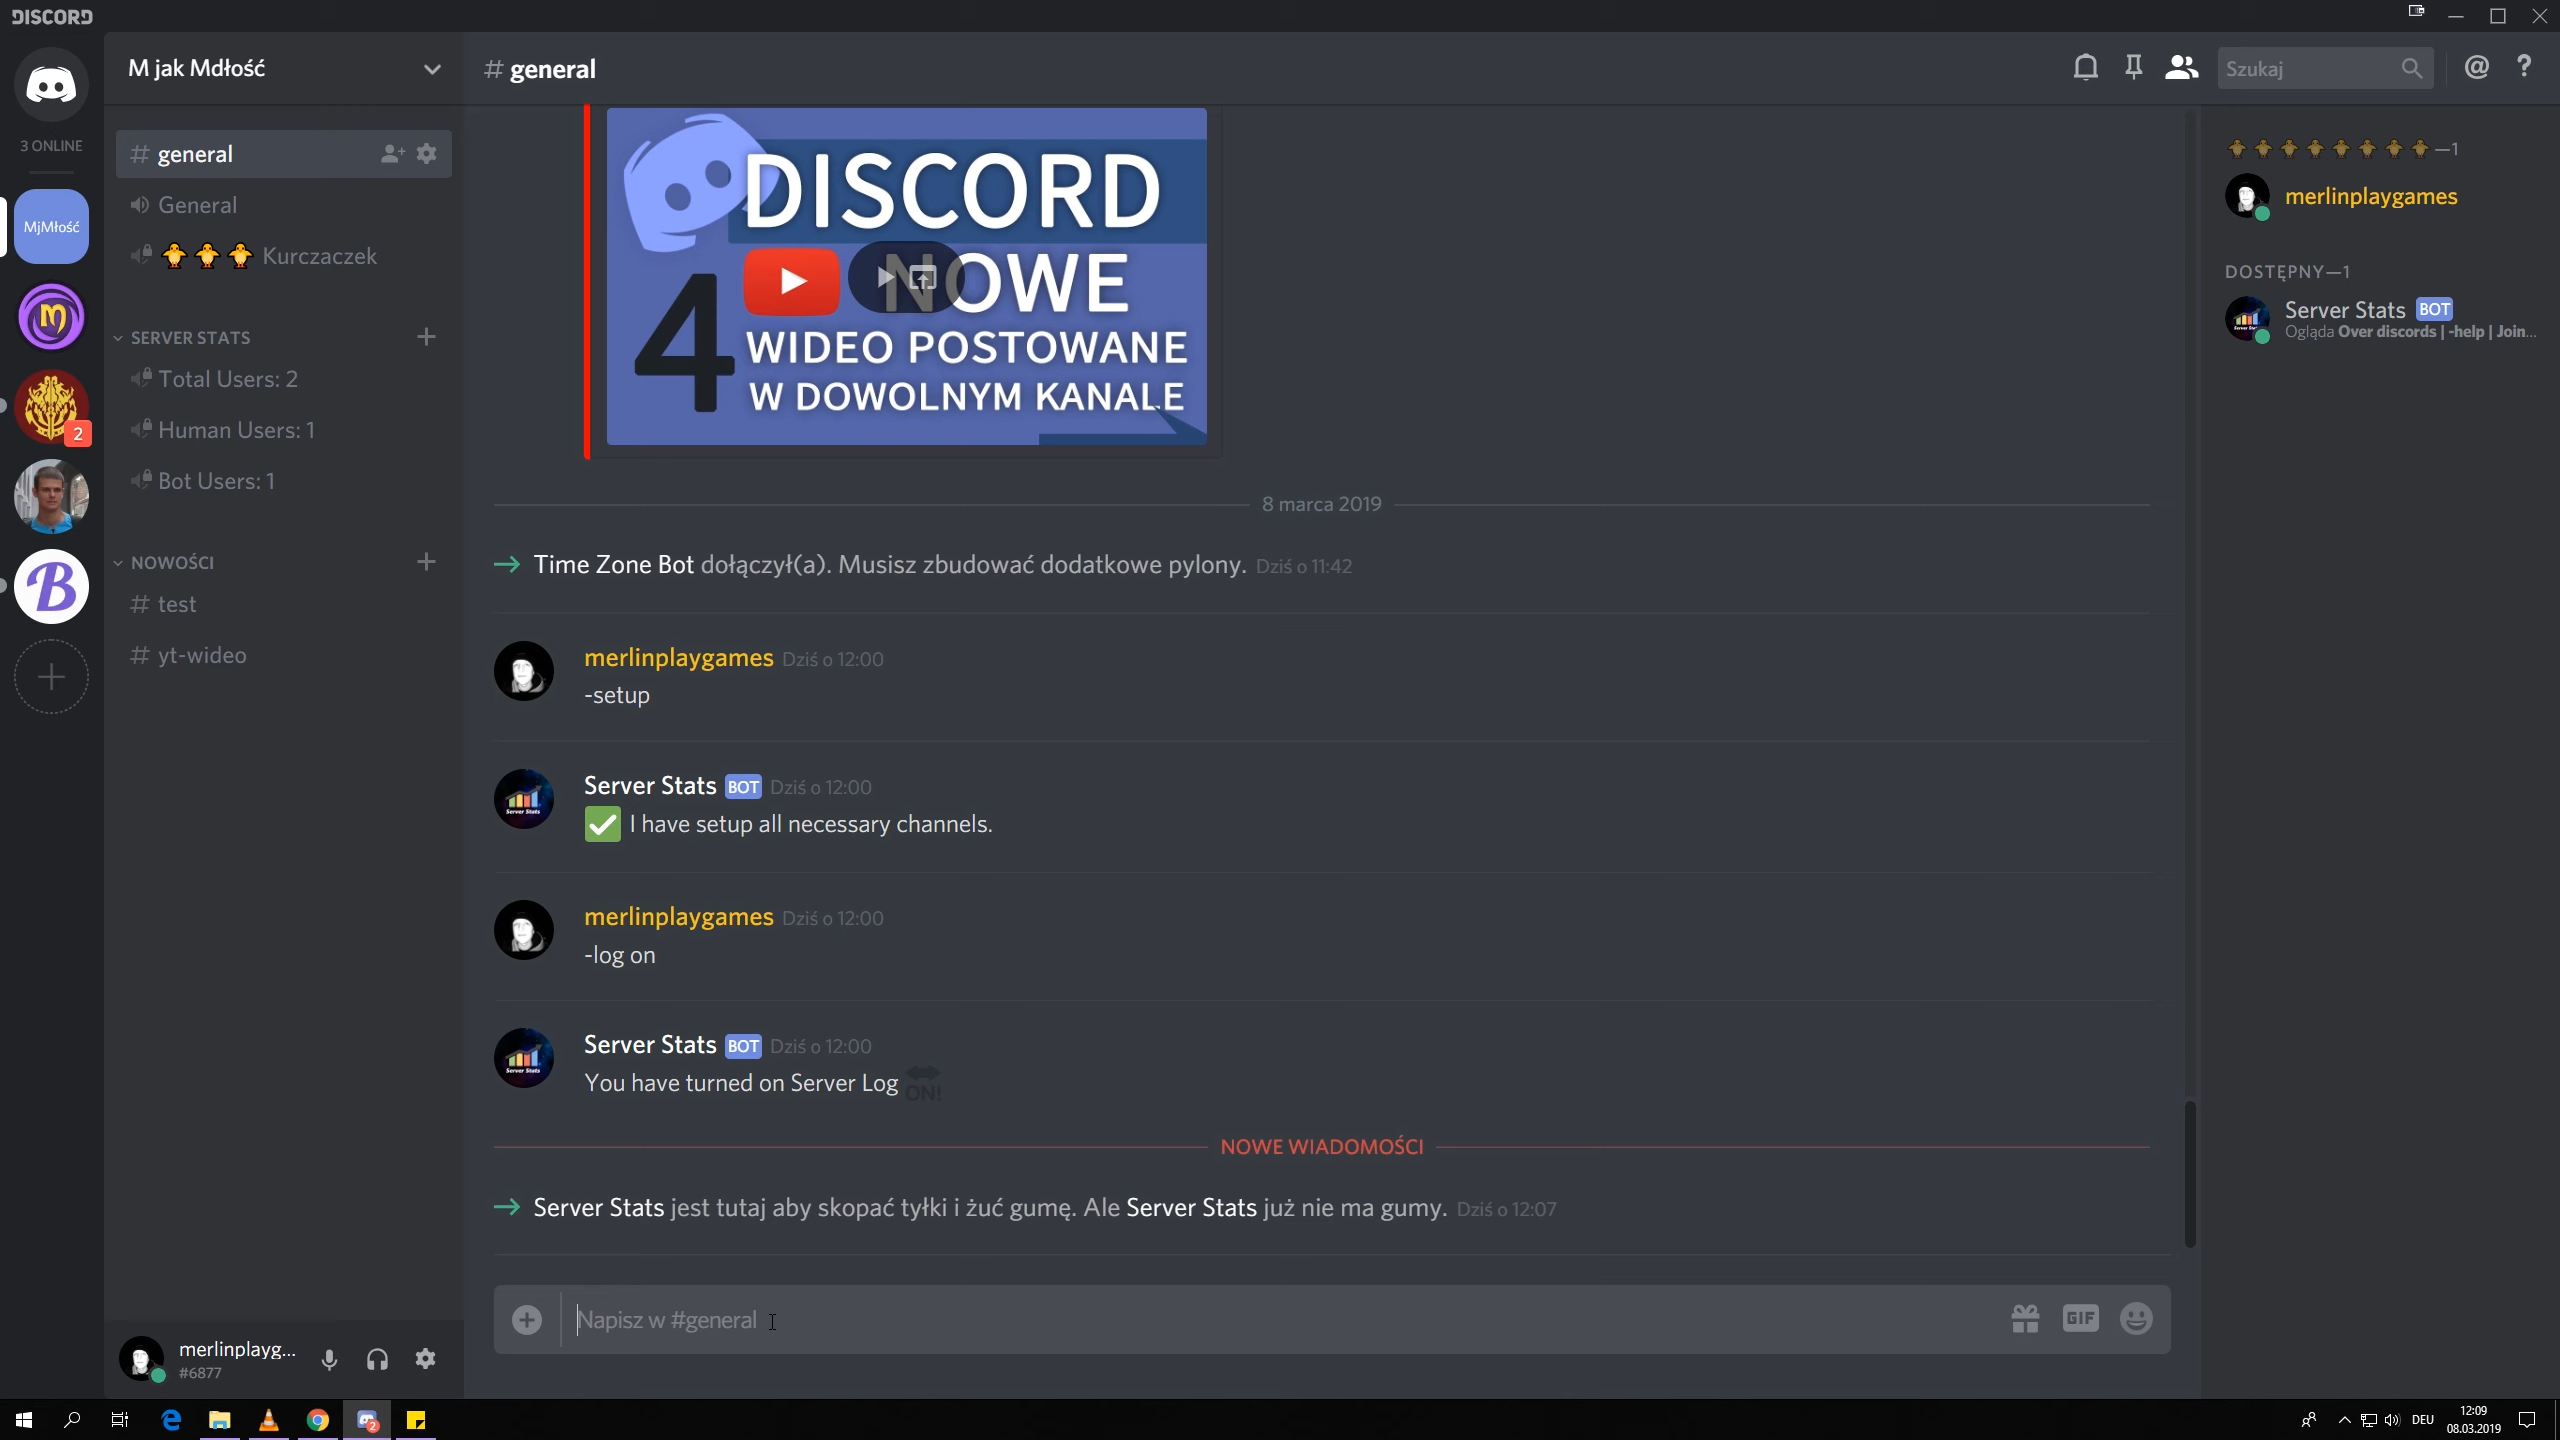 DISCORD
M jak Mdłość
# general
Szukaj
3 ONLINE
MjMłość
2
# general
General
Kurczaczek
SERVER STATS
Total Users: 2
Human Users: 1
Bot Users: 1
NOWOŚCI
# test
# yt-wideo
DISCORD
4 NOWE
WIDEO POSTOWANE
W DOWOLNYM KANALE
8 marca 2019
Time Zone Bot dołączył(a). Musisz zbudować dodatkowe pylony. Dziś o 11:42
merlinplaygames Dziś o 12:00
-setup
Server Stats BOT Dziś o 12:00
I have setup all necessary channels.
merlinplaygames Dziś o 12:00
-log on
Server Stats BOT Dziś o 12:00
You have turned on Server Log ON!
NOWE WIADOMOŚCI
Server Stats jest tutaj aby skopać tyłki i żuć gumę. Ale Server Stats już nie ma gumy. Dziś o 12:07
Napisz w #general
GIF
—1
merlinplaygames
DOSTĘPNY—1
Server Stats BOT
Ogląda Over discords | -help | Join...
merlinplayg...
#6877
2
DEU
12:09
08.03.2019